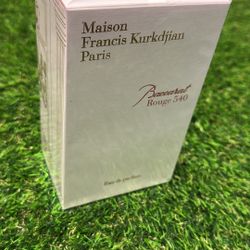 Maison
Francis Kurkdjian
Paris
Baccarat
Rouge 540
Eau de parfum